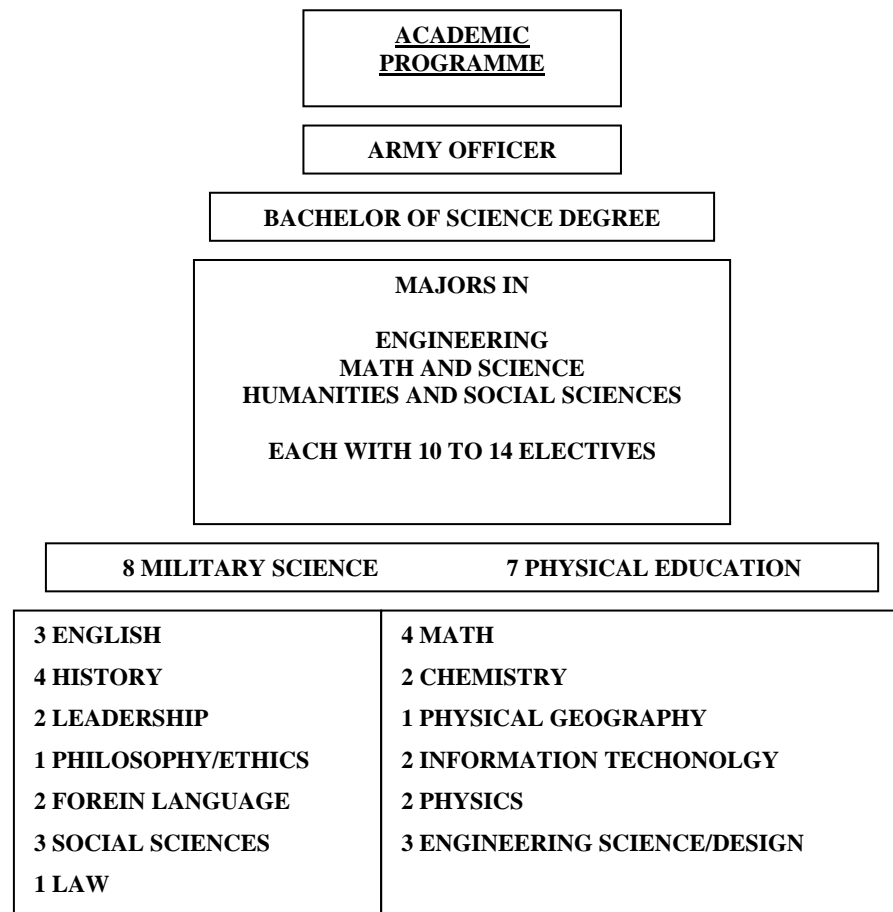 ACADEMIC
PROGRAMME
ARMY OFFICER
BACHELOR OF SCIENCE DEGREE
MAJORS IN
ENGINEERING
MATH AND SCIENCE
HUMANITIES AND SOCIAL SCIENCES
EACH WITH 10 TO 14 ELECTIVES
8 MILITARY SCIENCE 7 PHYSICAL EDUCATION
3 ENGLISH
4 HISTORY
2 LEADERSHIP
1 PHILOSOPHY/ETHICS
2 FOREIN LANGUAGE
3 SOCIAL SCIENCES
1 LAW
4 MATH
2 CHEMISTRY
1 PHYSICAL GEOGRAPHY
2 INFORMATION TECHONOLGY
2 PHYSICS
3 ENGINEERING SCIENCE/DESIGN